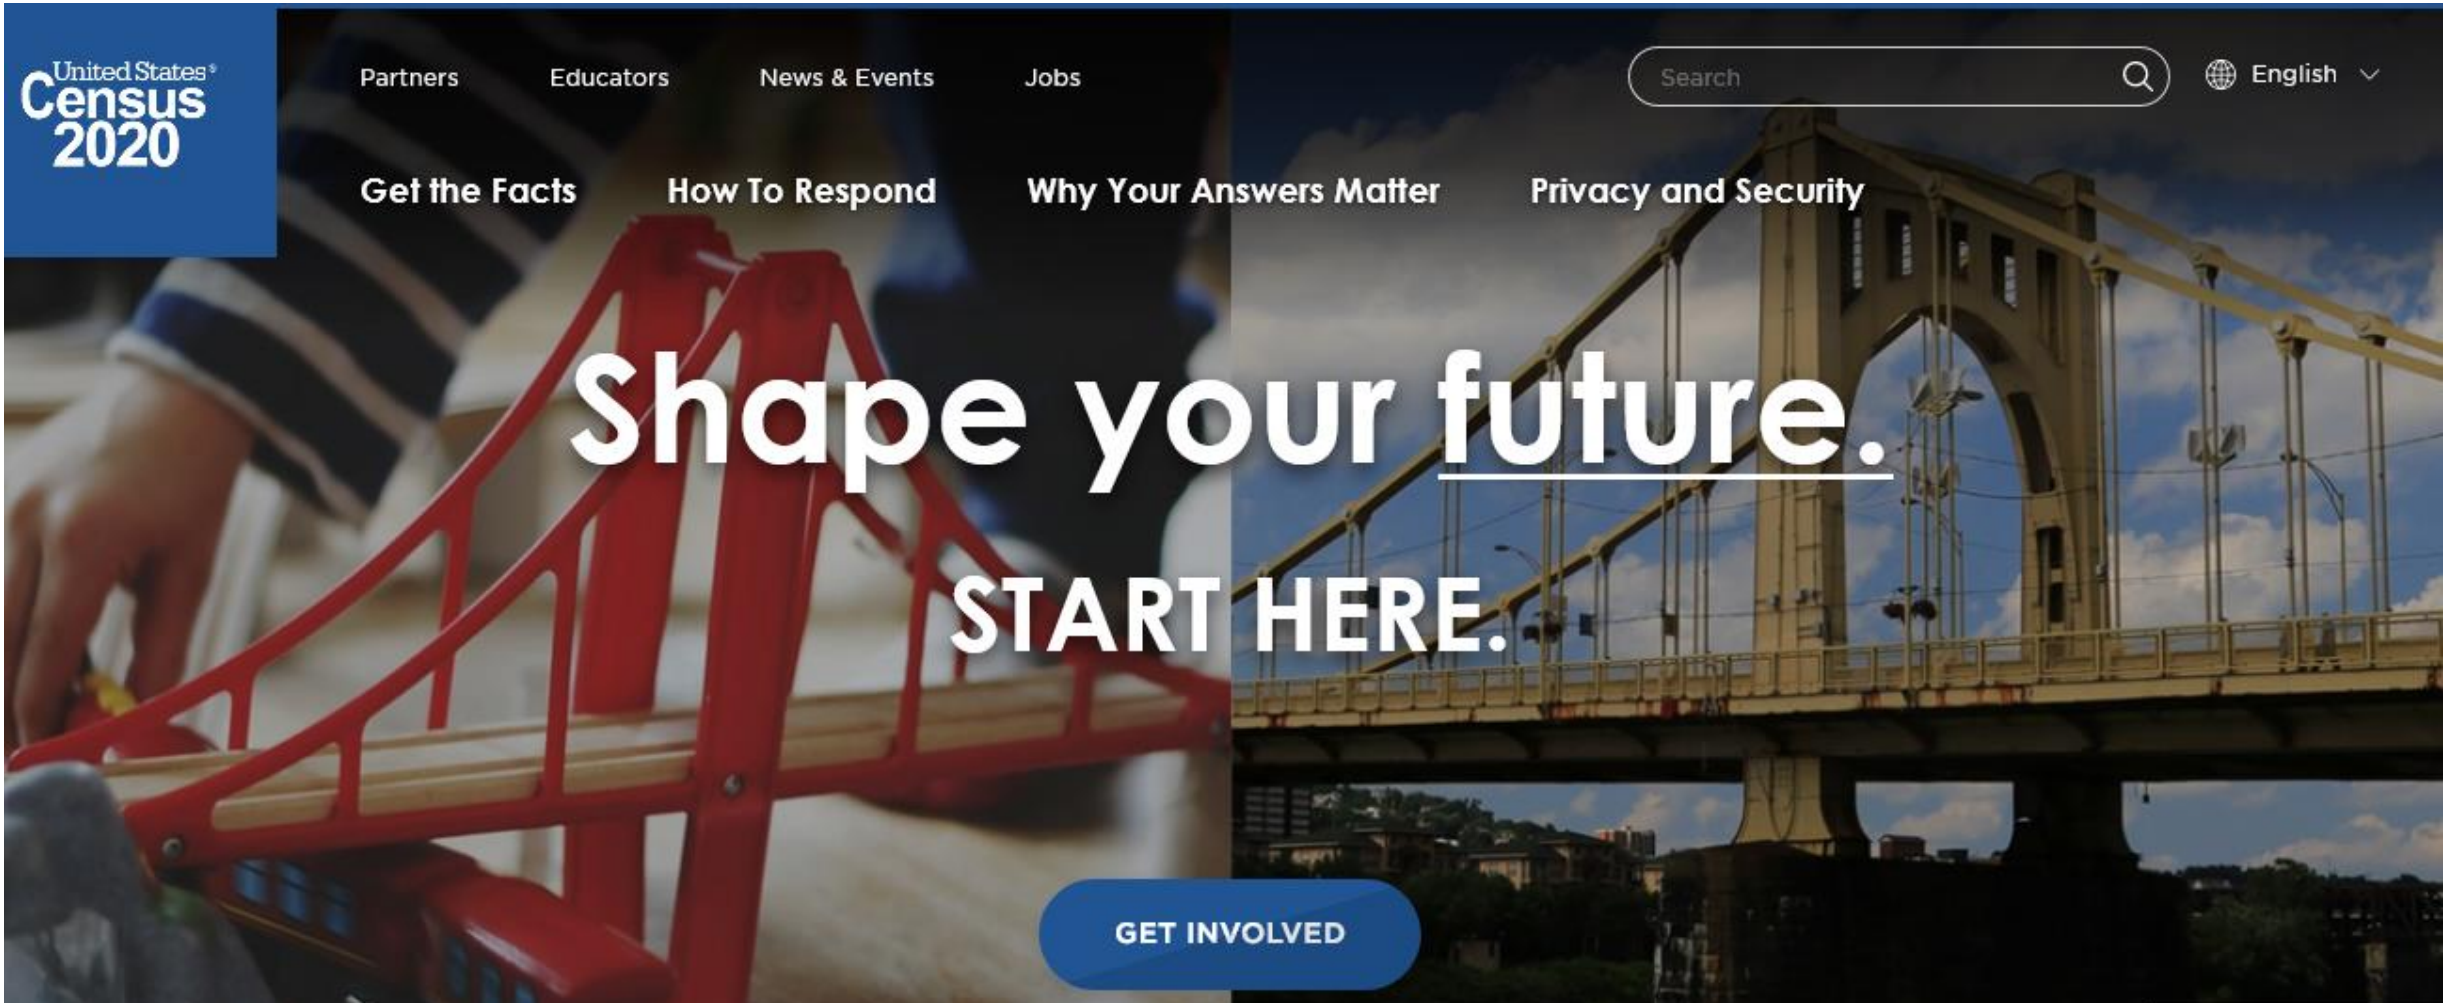 United States®
Census
2020
Partners Educators News & Events Jobs
Search
English
Get the Facts How To Respond Why Your Answers Matter Privacy and Security
Shape your future.
START HERE.
GET INVOLVED